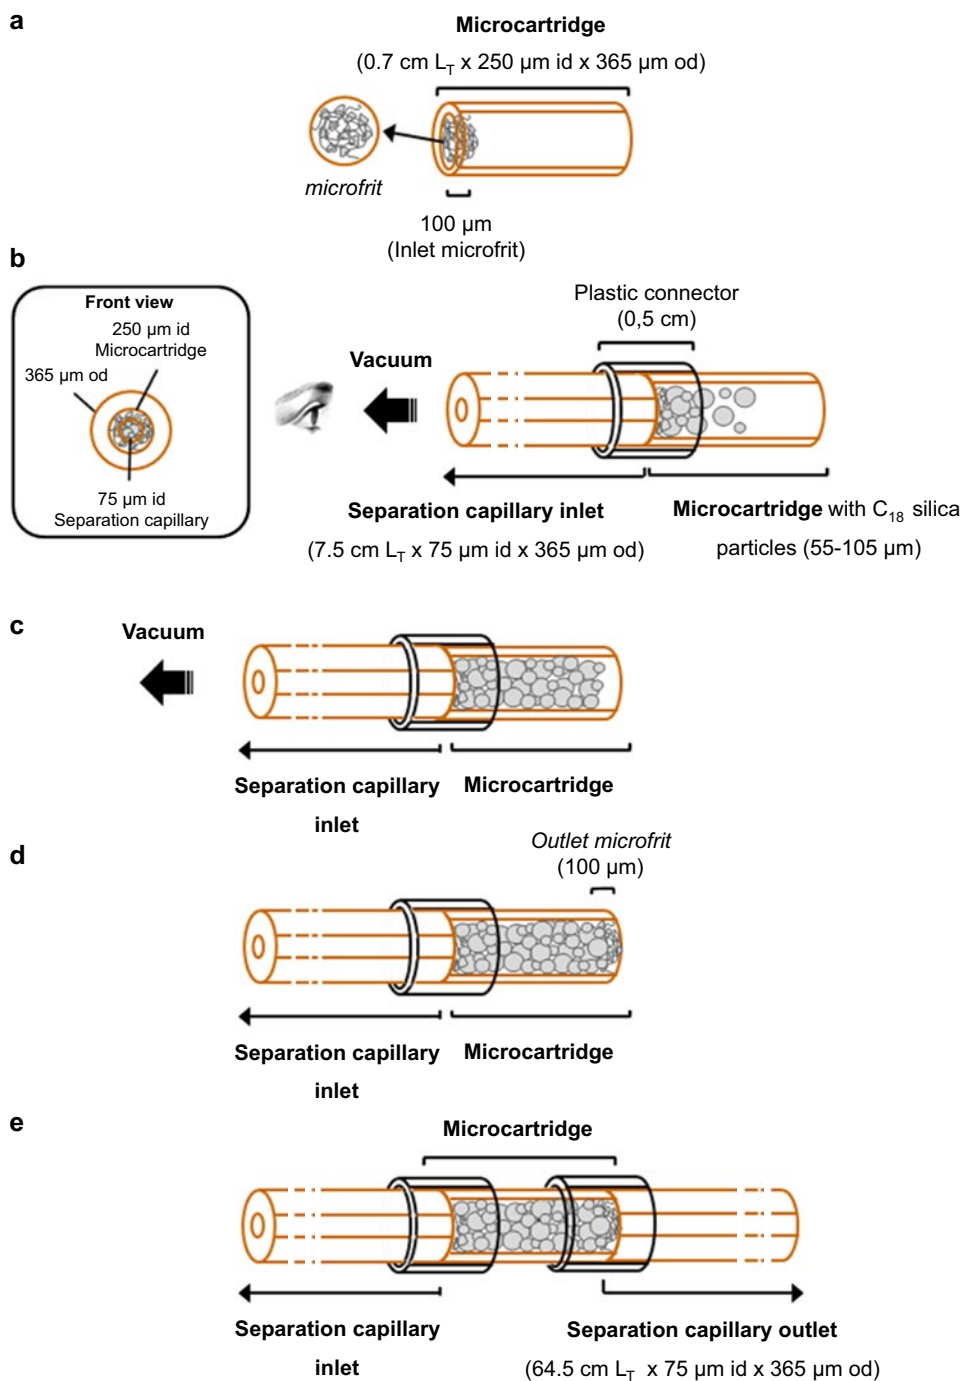 a
Microcartridge
(0.7 cm L_T x 250 µm id x 365 µm od)
microfrit
100 µm
(Inlet microfrit)
b
Front view
250 µm id
Microcartridge
365 µm od
75 µm id
Separation capillary
Plastic connector
(0,5 cm)
Vacuum
Separation capillary inlet
(7.5 cm L_T x 75 µm id x 365 µm od)
Microcartridge with C₁₈ silica
particles (55-105 µm)
c
Vacuum
Separation capillary
inlet
Microcartridge
d
Outlet microfrit
(100 µm)
Separation capillary
inlet
Microcartridge
e
Microcartridge
Separation capillary
inlet
Separation capillary outlet
(64.5 cm L_T x 75 µm id x 365 µm od)